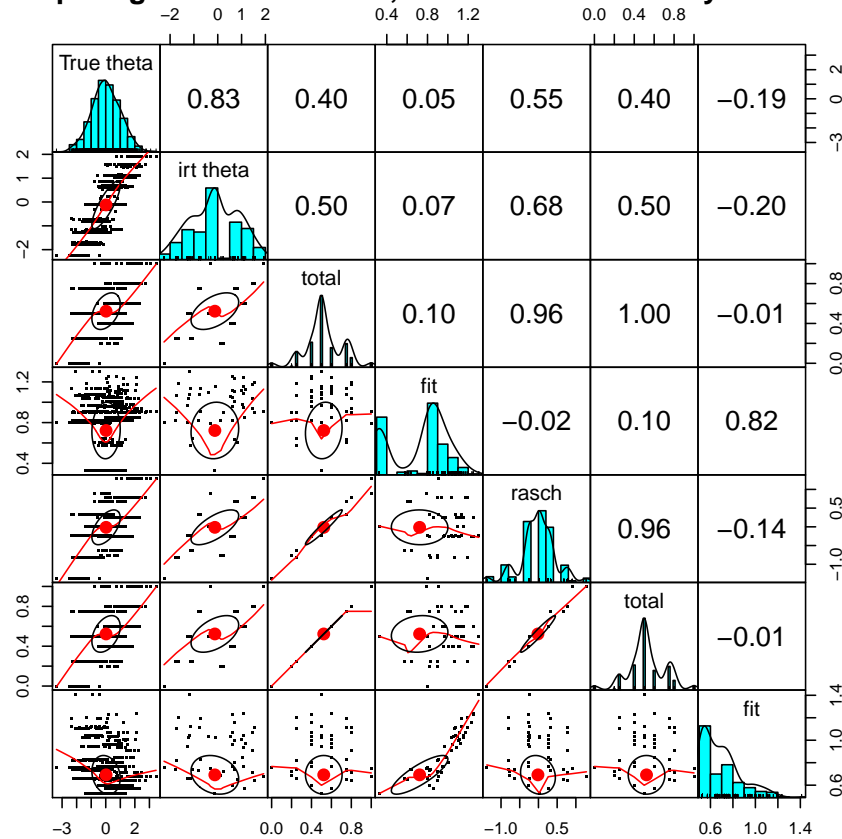 −2 0 1 2 0.4 0.8 1.2 0.0 0.4 0.8
True theta 0.83 0.40 0.05 0.55 0.40 −0.19 −3 0 2
−2 0 1 2 irt theta 0.50 0.07 0.68 0.50 −0.20
total 0.10 0.96 1.00 −0.01 0.0 0.4 0.8
0.4 0.8 1.2 fit −0.02 0.10 0.82
rasch 0.96 −0.14 −1.0 0.5
0.0 0.4 0.8 total −0.01
fit 0.6 1.0 1.4
−3 0 2 0.0 0.4 0.8 −1.0 0.5 0.6 1.0 1.4